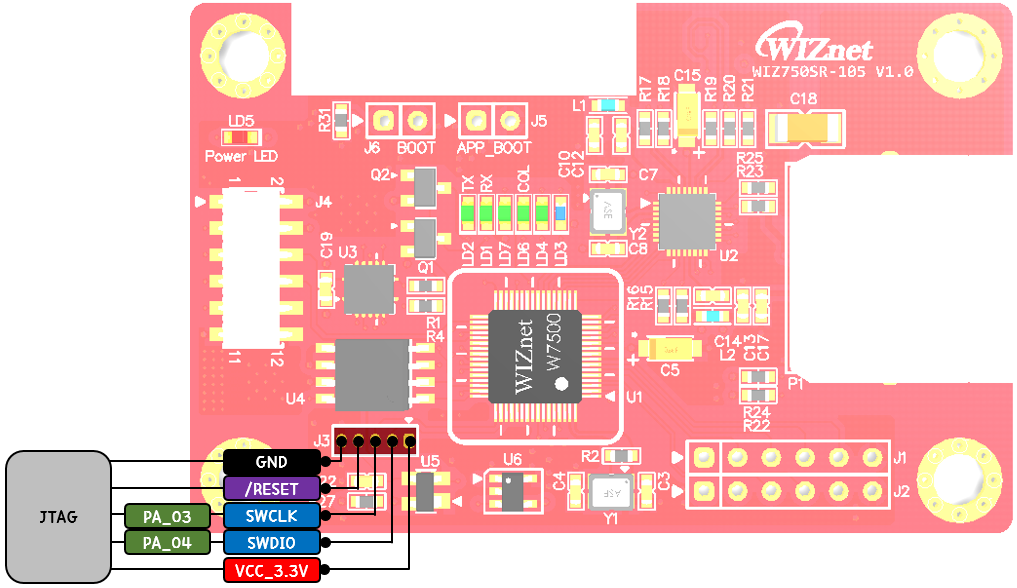 WIZnet
WIZ750SR-105 V1.0
R17
R18
C15
R19
R20
R21
C18
L1
R31
J6
BOOT
APP_BOOT
J5
LD5
Power LED
C10
C12
R25
R23
1
2
J4
Q2
TX
RX
COL
C7
ASE
Y2
C8
U2
C19
U3
Q1
LD2
LD1
LD7
LD6
LD4
LD3
R1
R4
WIZnet
W7500
U1
R16
R15
C14
L2
C13
C17
C5
P1
11
12
U4
R24
R22
J3
U5
U6
R2
C4
C3
Y1
J1
J2
JTAG
GND
/RESET
PA_03
SWCLK
PA_04
SWDIO
VCC_3.3V